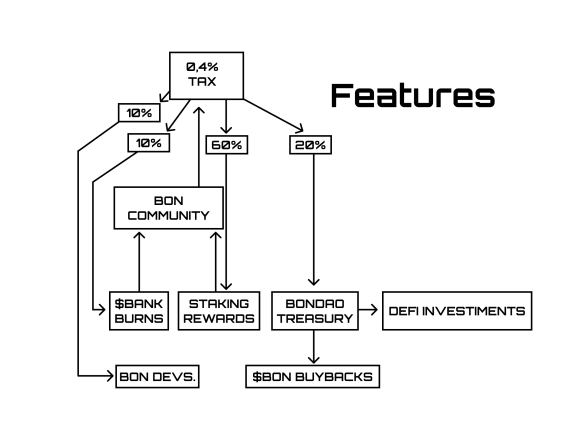 0,4%
TAX
Features
10%
10%
60%
20%
BON
COMMUNITY
$BANK
BURNS
STAKING
REWARDS
BONDAO
TREASURY
DEFI INVESTIMENTS
BON DEVS.
$BON BUYBACKS